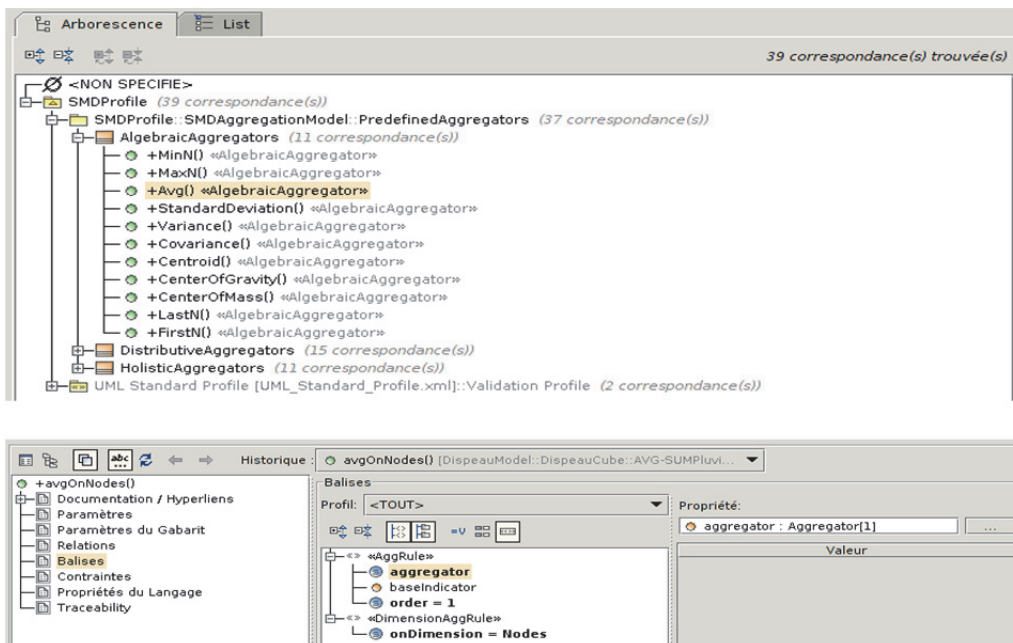 Arborescence List
39 correspondance(s) trouvée(s)
<NON SPECIFIE>
SMDProfile (39 correspondance(s))
SMDProfile::SMDAggregationModel::PredefinedAggregators (37 correspondance(s))
AlgebraicAggregators (11 correspondance(s))
+MinN() «AlgebraicAggregator»
+MaxN() «AlgebraicAggregator»
+Avg() «AlgebraicAggregator»
+StandardDeviation() «AlgebraicAggregator»
+Variance() «AlgebraicAggregator»
+Covariance() «AlgebraicAggregator»
+Centroid() «AlgebraicAggregator»
+CenterOfGravity() «AlgebraicAggregator»
+CenterOfMass() «AlgebraicAggregator»
+LastN() «AlgebraicAggregator»
+FirstN() «AlgebraicAggregator»
DistributiveAggregators (15 correspondance(s))
HolisticAggregators (11 correspondance(s))
UML Standard Profile [UML_Standard_Profile.xml]::Validation Profile (2 correspondance(s))
abc Historique : avgOnNodes() [DispeauModel::DispeauCube::AVG-SUMPluvi...
+avgOnNodes()
Documentation / Hyperliens
Paramètres
Paramètres du Gabarit
Relations
Balises
Contraintes
Propriétés du Langage
Traceability
Balises
Profil: <TOUT>
«AggRule»
aggregator
baseIndicator
order = 1
«DimensionAggRule»
onDimension = Nodes
Propriété:
aggregator : Aggregator[1] ...
Valeur